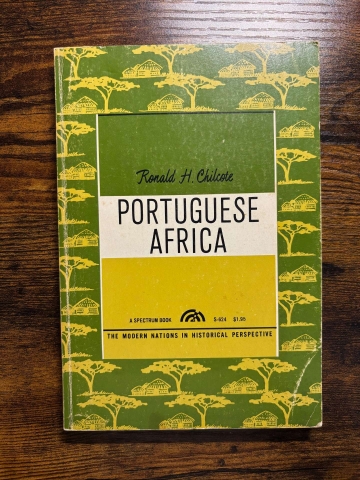 Ronald H. Chilcote
PORTUGUESE
AFRICA
A SPECTRUM BOOK S-624 $1.95
THE MODERN NATIONS IN HISTORICAL PERSPECTIVE